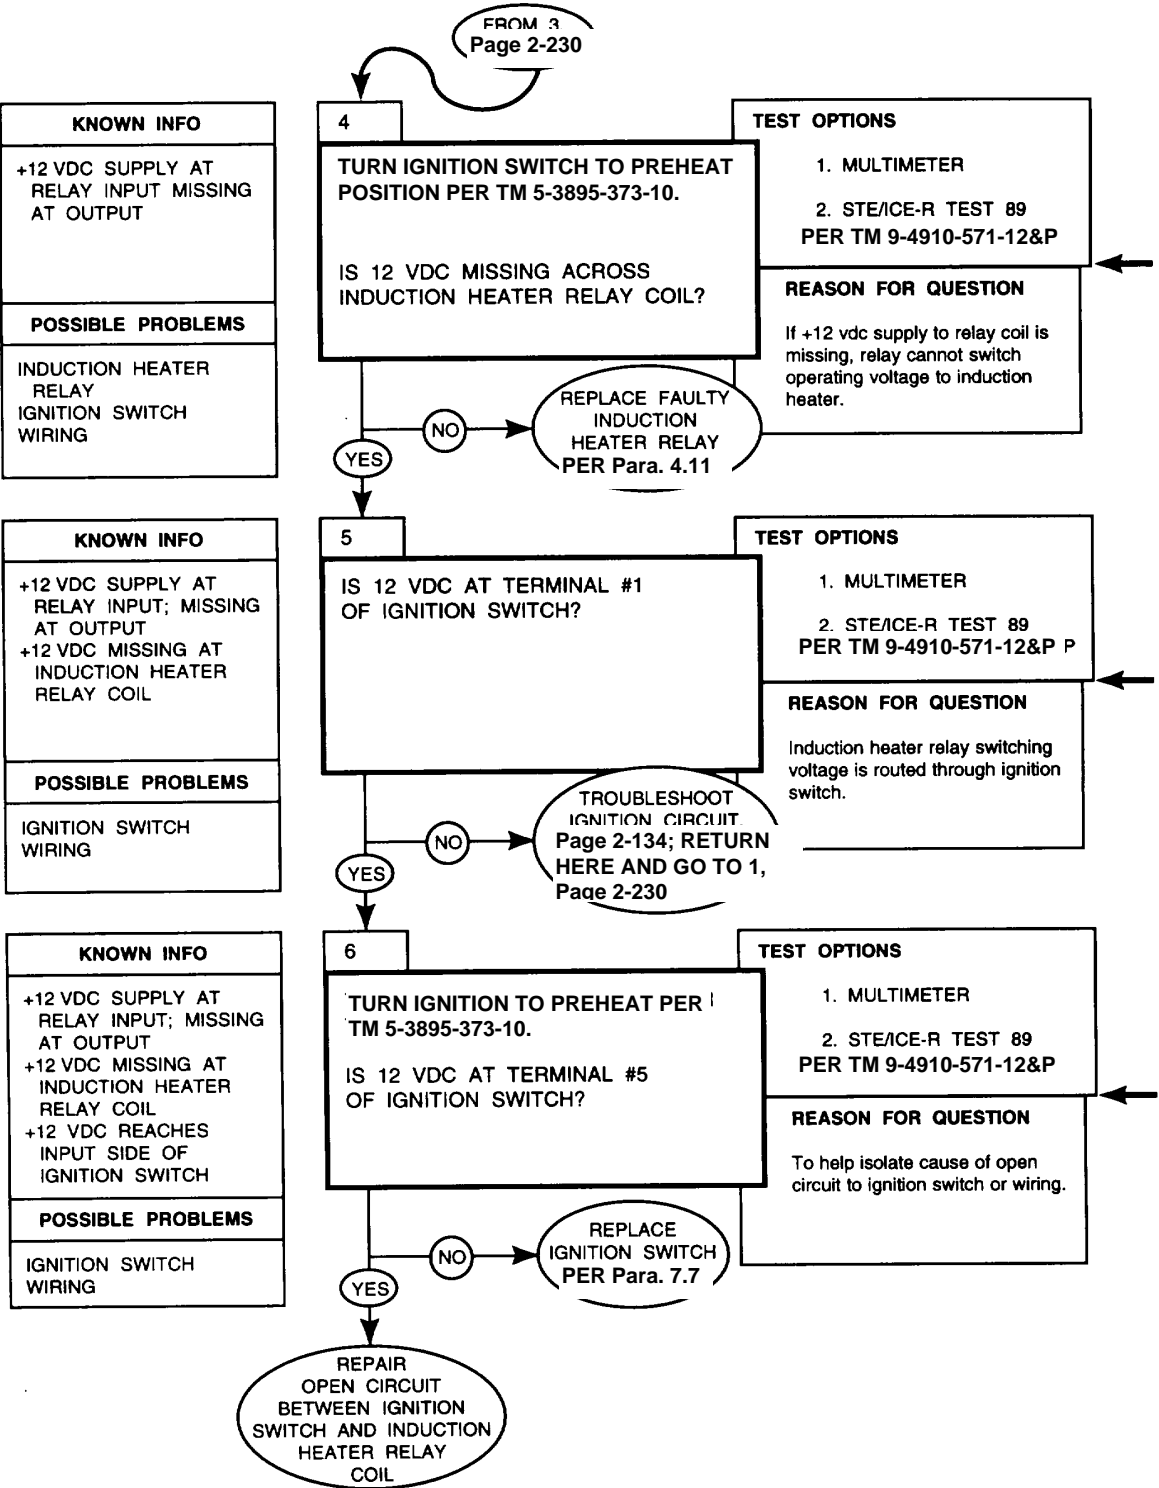 FROM 3
Page 2-230
KNOWN INFO
+12 VDC SUPPLY AT
RELAY INPUT MISSING
AT OUTPUT
POSSIBLE PROBLEMS
INDUCTION HEATER
RELAY
IGNITION SWITCH
WIRING
4
TURN IGNITION SWITCH TO PREHEAT
POSITION PER TM 5-3895-373-10.
IS 12 VDC MISSING ACROSS
INDUCTION HEATER RELAY COIL?
TEST OPTIONS
1. MULTIMETER
2. STE/ICE-R TEST 89
PER TM 9-4910-571-12&P
REASON FOR QUESTION
If +12 vdc supply to relay coil is
missing, relay cannot switch
operating voltage to induction
heater.
NO
REPLACE FAULTY
INDUCTION
HEATER RELAY
PER Para. 4.11
YES
KNOWN INFO
+12 VDC SUPPLY AT
RELAY INPUT; MISSING
AT OUTPUT
+12 VDC MISSING AT
INDUCTION HEATER
RELAY COIL
POSSIBLE PROBLEMS
IGNITION SWITCH
WIRING
5
IS 12 VDC AT TERMINAL #1
OF IGNITION SWITCH?
TEST OPTIONS
1. MULTIMETER
2. STE/ICE-R TEST 89
PER TM 9-4910-571-12&P P
REASON FOR QUESTION
Induction heater relay switching
voltage is routed through ignition
switch.
NO
TROUBLESHOOT
IGNITION CIRCUIT
Page 2-134; RETURN
HERE AND GO TO 1,
Page 2-230
YES
KNOWN INFO
+12 VDC SUPPLY AT
RELAY INPUT; MISSING
AT OUTPUT
+12 VDC MISSING AT
INDUCTION HEATER
RELAY COIL
+12 VDC REACHES
INPUT SIDE OF
IGNITION SWITCH
POSSIBLE PROBLEMS
IGNITION SWITCH
WIRING
6
TURN IGNITION TO PREHEAT PER
TM 5-3895-373-10.
IS 12 VDC AT TERMINAL #5
OF IGNITION SWITCH?
TEST OPTIONS
1. MULTIMETER
2. STE/ICE-R TEST 89
PER TM 9-4910-571-12&P
REASON FOR QUESTION
To help isolate cause of open
circuit to ignition switch or wiring.
NO
REPLACE
IGNITION SWITCH
PER Para. 7.7
YES
REPAIR
OPEN CIRCUIT
BETWEEN IGNITION
SWITCH AND INDUCTION
HEATER RELAY
COIL